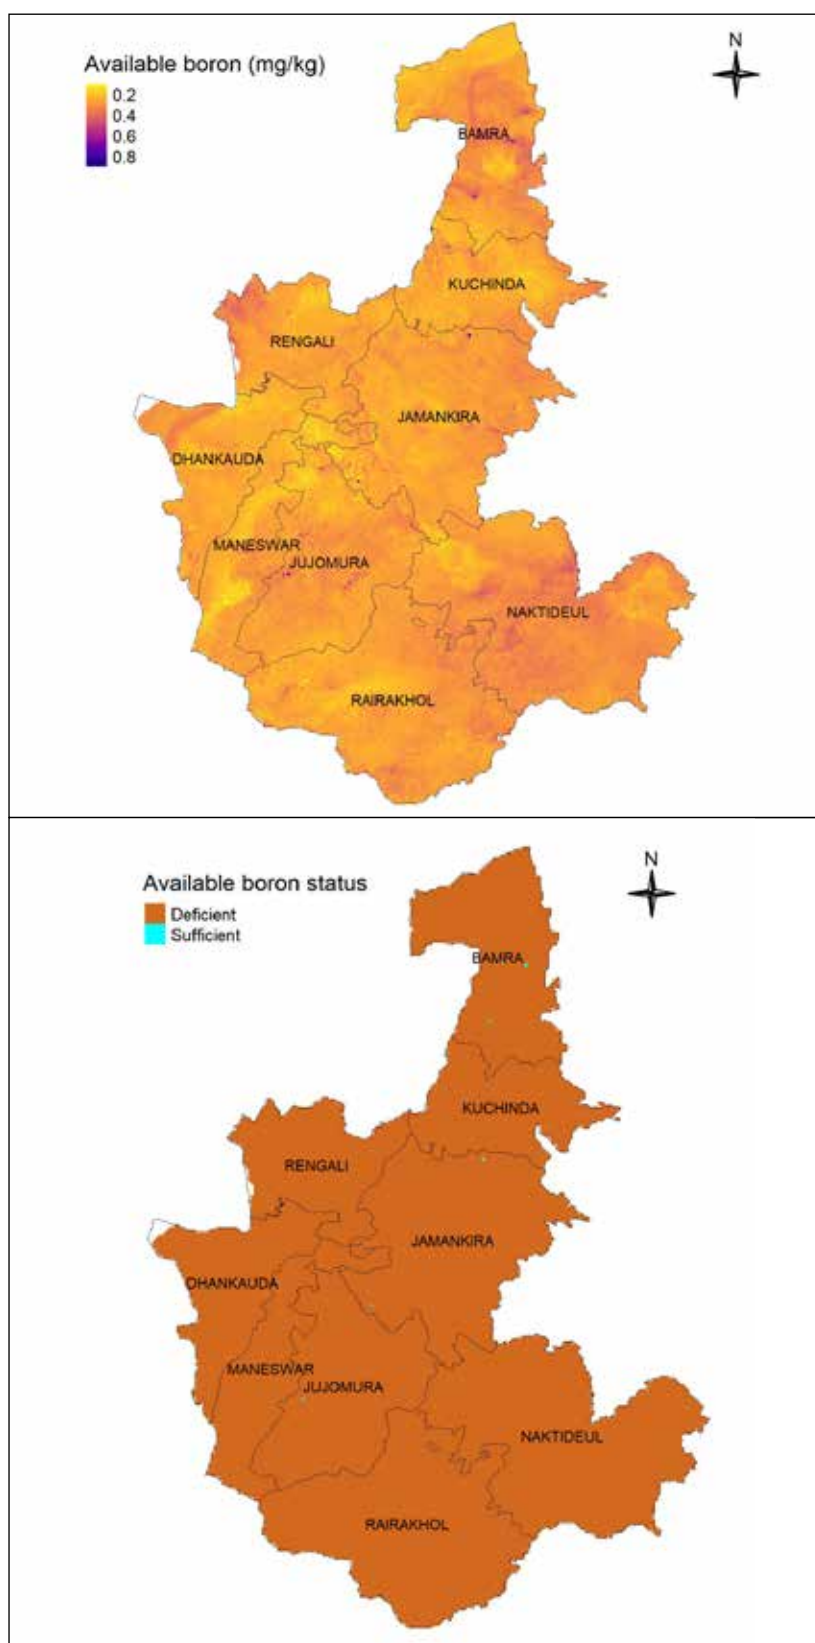 N
Available boron (mg/kg)
0.2
0.4
0.6
0.8
BAMRA
KUCHINDA
RENGALI
JAMANKIRA
DHANKAUDA
MANESWAR
JUJOMURA
NAKTIDEUL
RAIRAKHOL
N
Available boron status
Deficient
Sufficient
BAMRA
KUCHINDA
RENGALI
JAMANKIRA
DHANKAUDA
MANESWAR
JUJOMURA
NAKTIDEUL
RAIRAKHOL